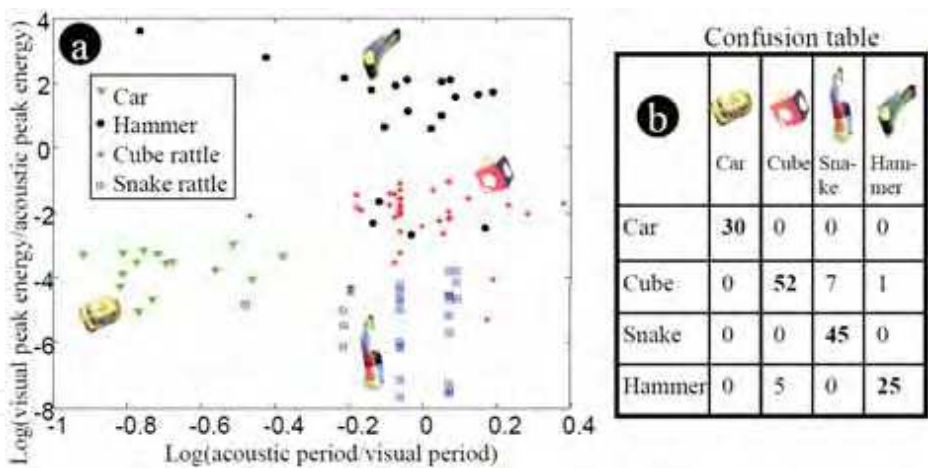 a
Log(visual peak energy/acoustic peak energy)
4
2
0
-2
-4
-6
-8
Car
Hammer
Cube rattle
Snake rattle
-1
-0.8
-0.6
-0.4
-0.2
0
0.2
0.4
Log(acoustic period/visual period)
Confusion table
b
Car Cube Sna-ke Ham-mer
Car 30 0 0 0
Cube 0 52 7 1
Snake 0 0 45 0
Hammer 0 5 0 25